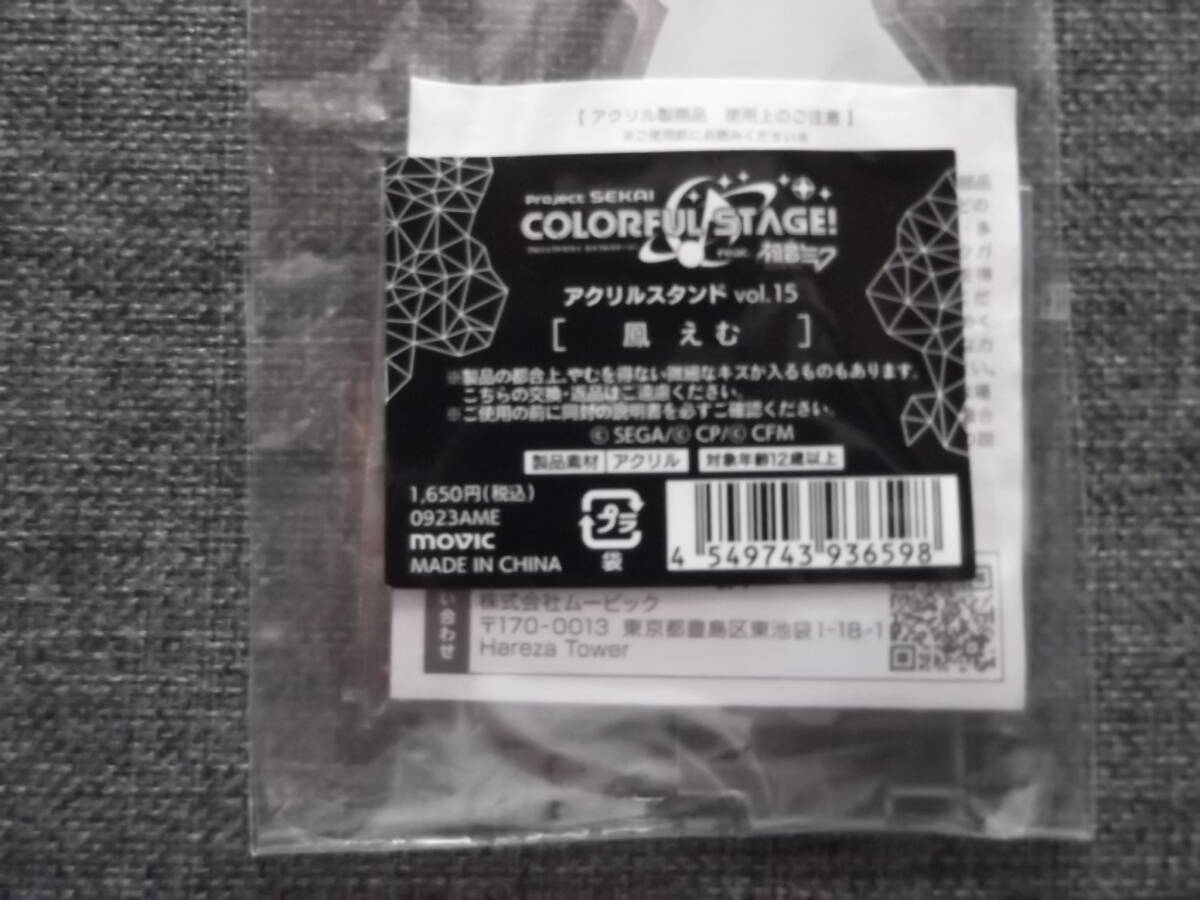 [ アクリル製商品 使用上のご注意 ]
※ご使用前にお読みください※
Project SEKAI
COLORFUL STAGE!
feat. 初音ミク
アクリルスタンド vol.15
[ 鳳 えむ ]
※製品の都合上、やむを得ない微細なキズが入るものもあります。
こちらの交換・返品はご遠慮ください。
※ご使用の前に同封の説明書を必ずご確認ください。
© SEGA/© CP/© CFM
製品素材 アクリル 対象年齢12歳以上
1,650円(税込)
0923AME
movic
MADE IN CHINA
プラ
袋
4 549743 936598
い合わせ
株式会社ムービック
〒170-0013 東京都豊島区東池袋1-18-1
Hareza Tower